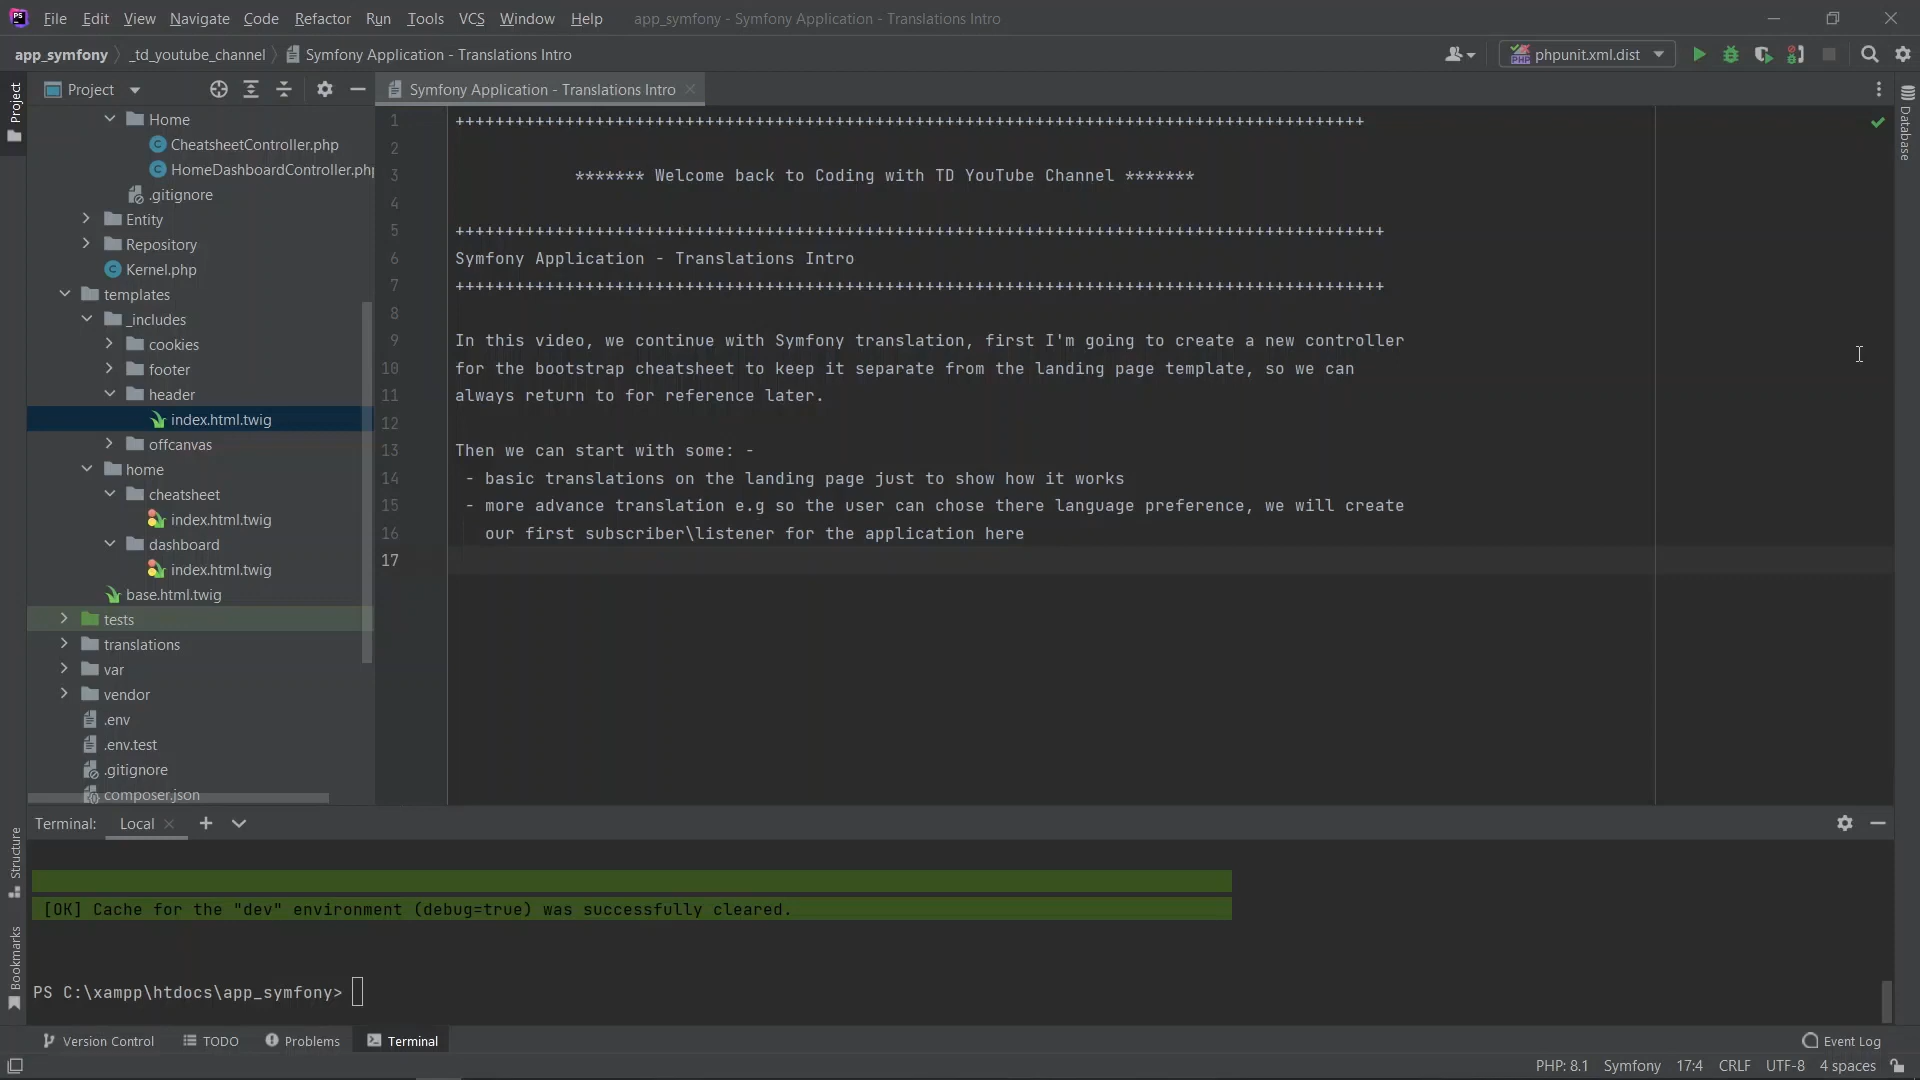 File Edit View Navigate Code Refactor Run Tools VCS Window Help app_symfony - Symfony Application - Translations Intro
app_symfony _td_youtube_channel Symfony Application - Translations Intro phpunit.xml.dist
Project
Project
Symfony Application - Translations Intro
Database
Home
CheatsheetController.php
HomeDashboardController.php
.gitignore
Entity
Repository
Kernel.php
templates
_includes
cookies
footer
header
index.html.twig
offcanvas
home
cheatsheet
index.html.twig
dashboard
index.html.twig
base.html.twig
tests
translations
var
vendor
.env
.env.test
.gitignore
composer.json
1 +++++++++++++++++++++++++++++++++++++++++++++++++++++++++++++++++++++++++++++++++++++++++++
2
3 ******* Welcome back to Coding with TD YouTube Channel *******
4
5 +++++++++++++++++++++++++++++++++++++++++++++++++++++++++++++++++++++++++++++++++++++++++++++
6 Symfony Application - Translations Intro
7 +++++++++++++++++++++++++++++++++++++++++++++++++++++++++++++++++++++++++++++++++++++++++++++
8
9 In this video, we continue with Symfony translation, first I'm going to create a new controller
10 for the bootstrap cheatsheet to keep it separate from the landing page template, so we can
11 always return to for reference later.
12
13 Then we can start with some: -
14 - basic translations on the landing page just to show how it works
15 - more advance translation e.g so the user can chose there language preference, we will create
16 our first subscriber\listener for the application here
17
Structure
Bookmarks
Terminal: Local
[OK] Cache for the "dev" environment (debug=true) was successfully cleared.
PS C:\xampp\htdocs\app_symfony>
Version Control TODO Problems Terminal Event Log
PHP: 8.1 Symfony 17:4 CRLF UTF-8 4 spaces